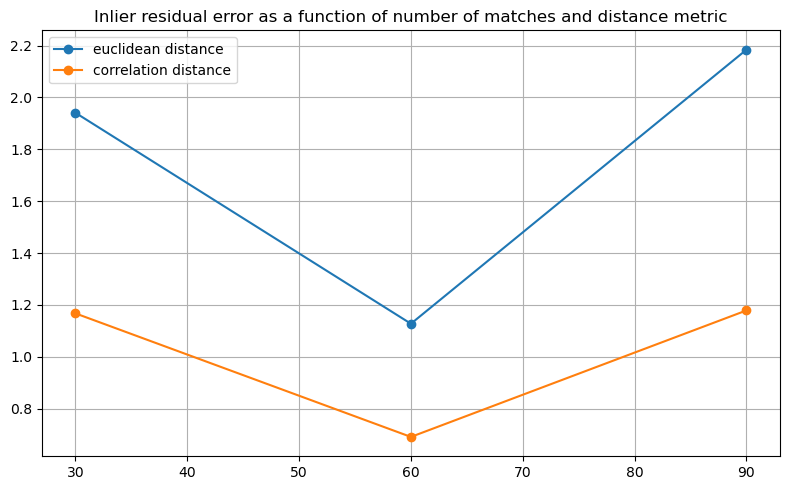 Inlier residual error as a function of number of matches and distance metric
euclidean distance
correlation distance
2.2
2.0
1.8
1.6
1.4
1.2
1.0
0.8
30 40 50 60 70 80 90